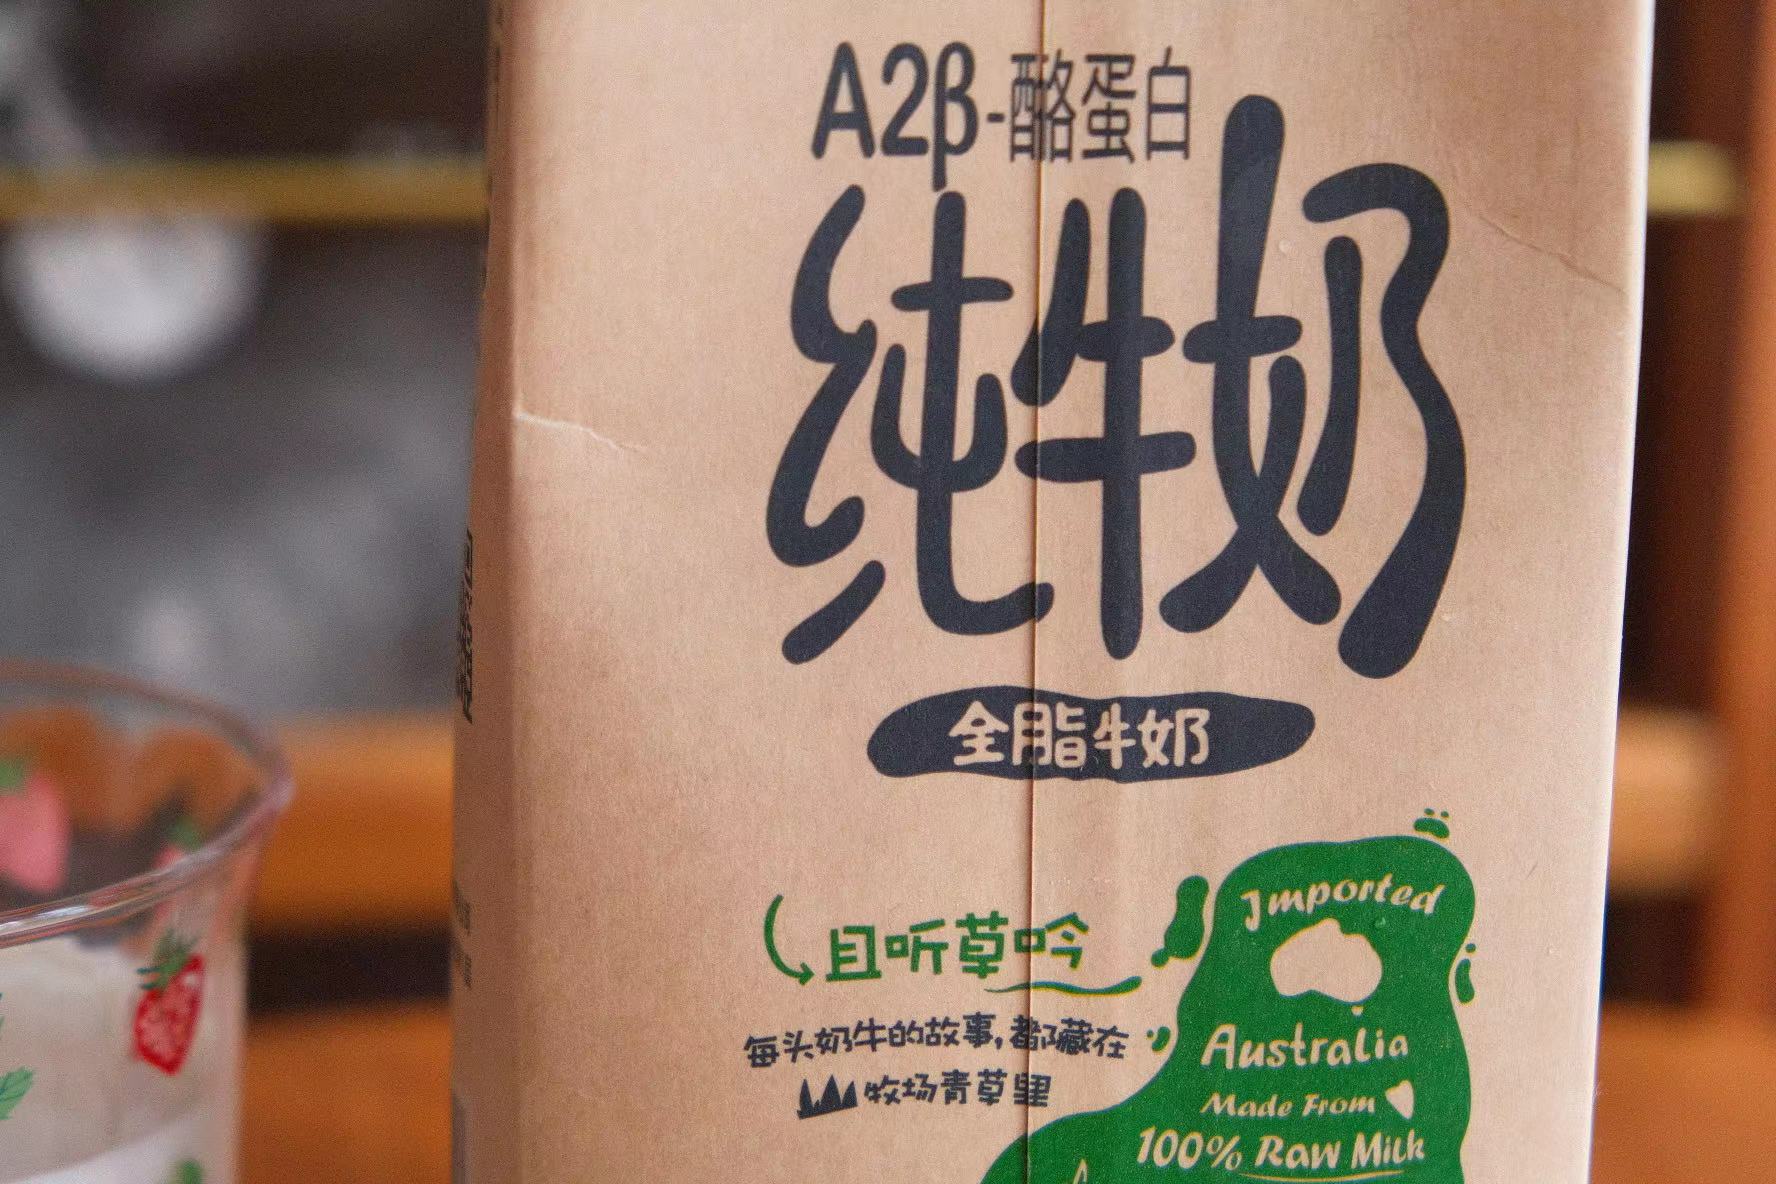 A2β-酪蛋白
纯牛奶
全脂牛奶
且听草吟
每头奶牛的故事,都藏在
牧场青草里
Imported
Australia
Made From
100% Raw Milk